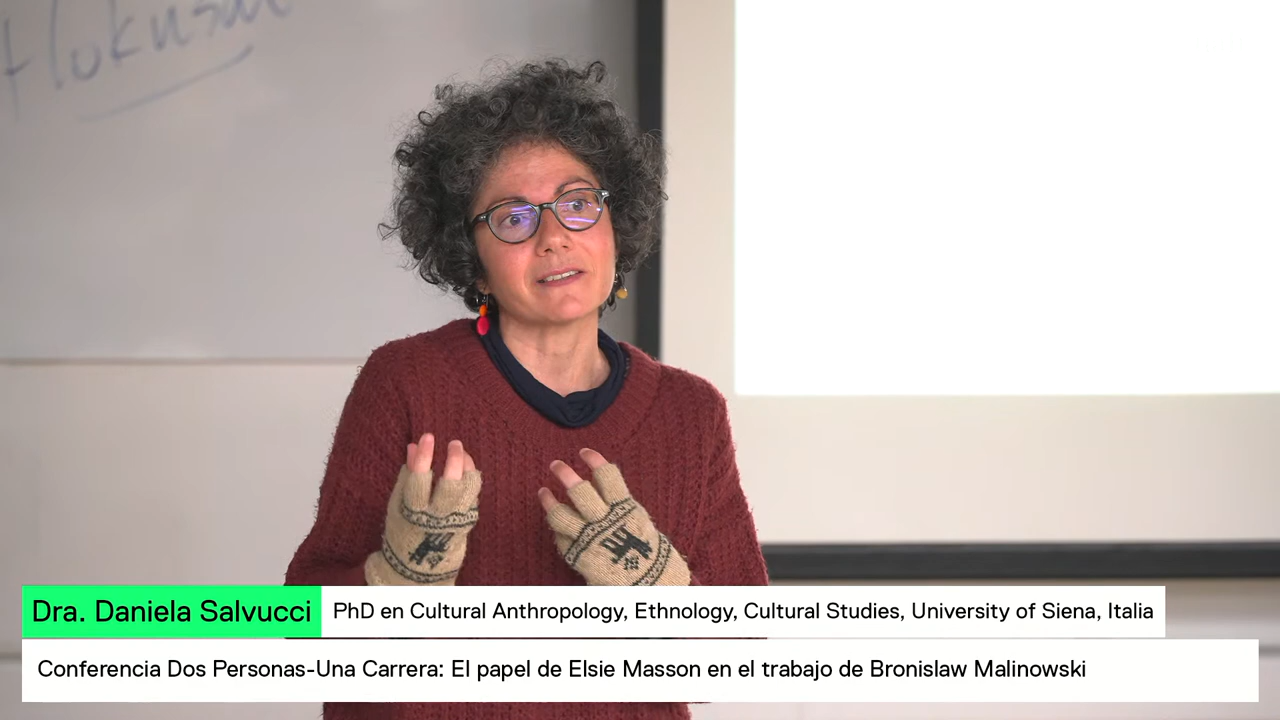 Dra. Daniela Salvucci
PhD en Cultural Anthropology, Ethnology, Cultural Studies, University of Siena, Italia
Conferencia Dos Personas-Una Carrera: El papel de Elsie Masson en el trabajo de Bronislaw Malinowski